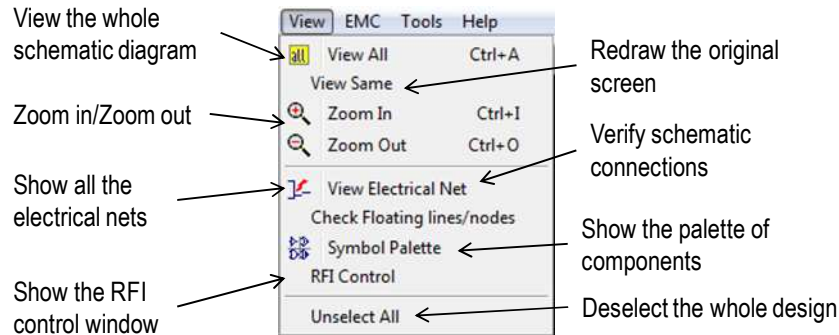 View the whole
schematic diagram
Zoom in/Zoom out
Show all the
electrical nets
Show the RFI
control window
View EMC Tools Help
all View All Ctrl+A
View Same
Zoom In Ctrl+I
Zoom Out Ctrl+O
View Electrical Net
Check Floating lines/nodes
Symbol Palette
RFI Control
Unselect All
Redraw the original
screen
Verify schematic
connections
Show the palette of
components
Deselect the whole design